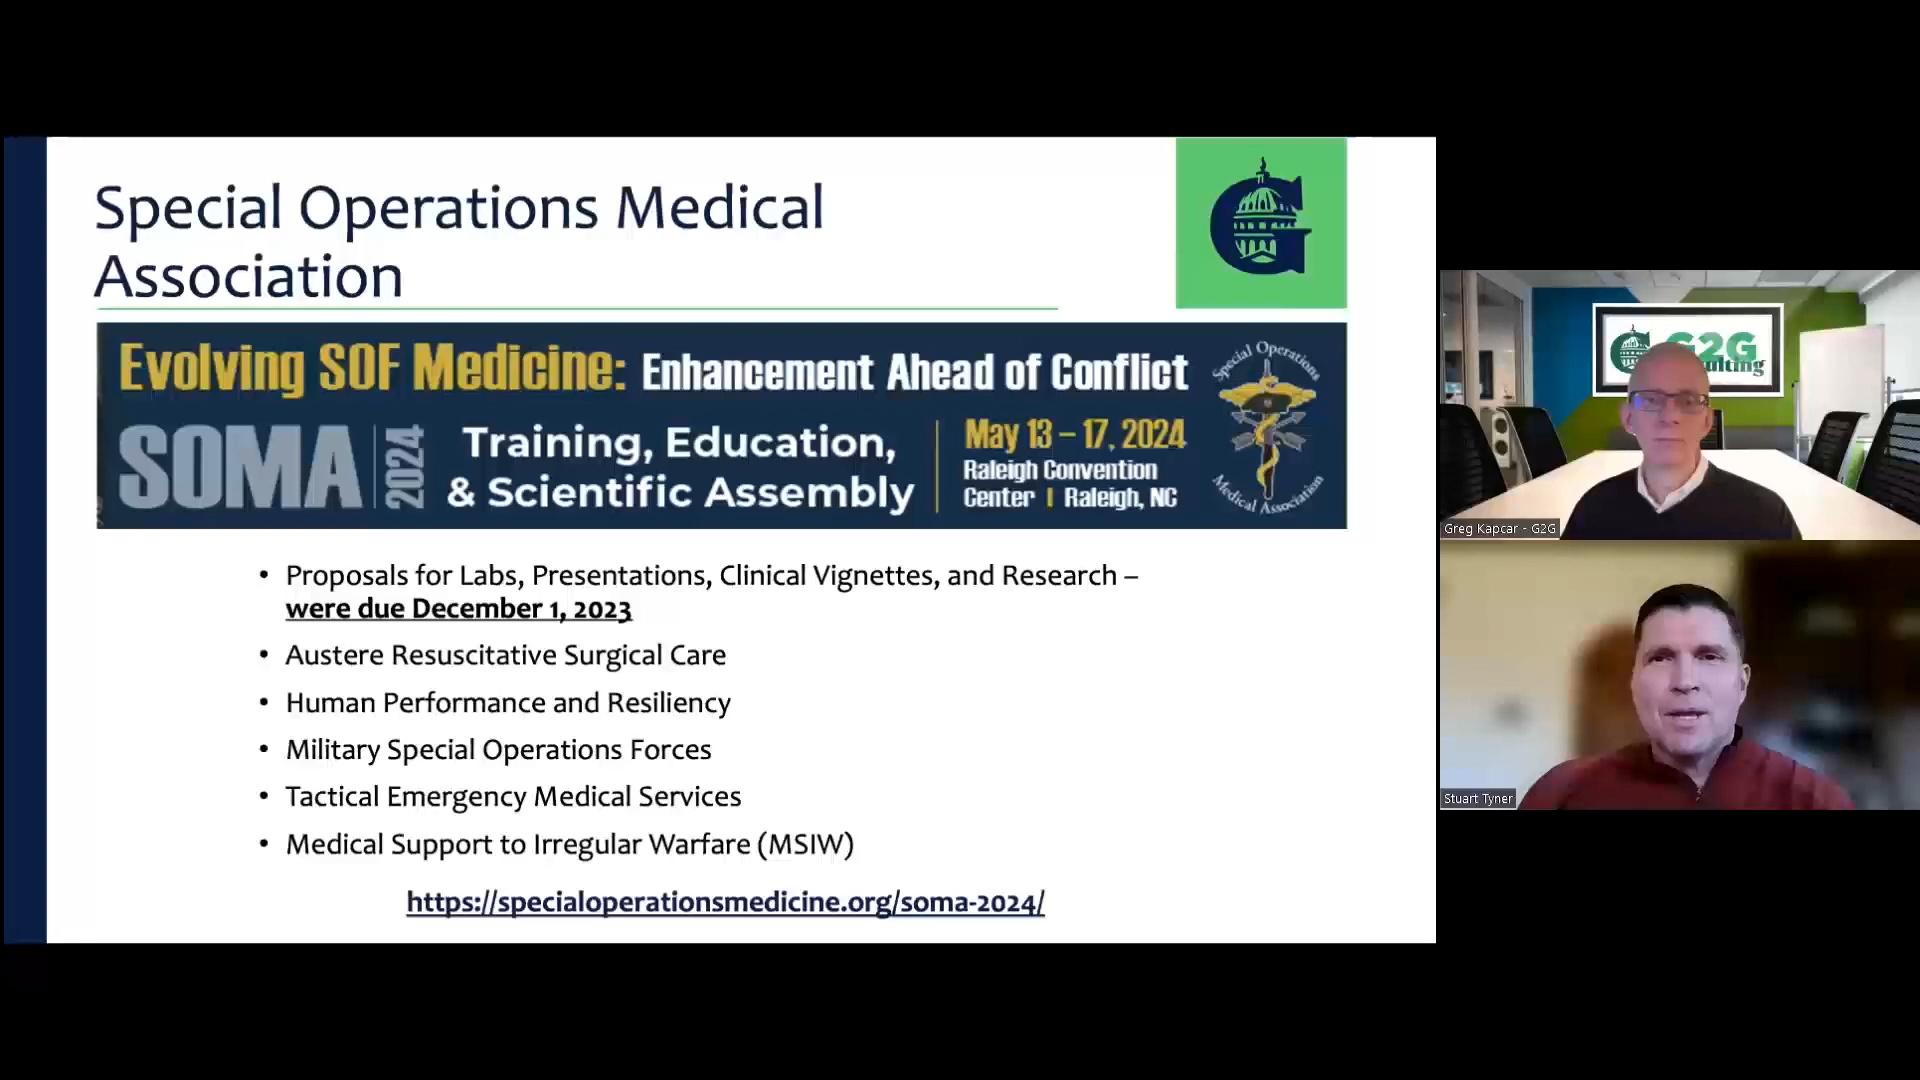 Special Operations Medical
Association
Evolving SOF Medicine: Enhancement Ahead of Conflict
SOMA 2024
Training, Education,
& Scientific Assembly
May 13 – 17, 2024
Raleigh Convention
Center | Raleigh, NC
Special Operations
Medical Association
• Proposals for Labs, Presentations, Clinical Vignettes, and Research –
were due December 1, 2023
• Austere Resuscitative Surgical Care
• Human Performance and Resiliency
• Military Special Operations Forces
• Tactical Emergency Medical Services
• Medical Support to Irregular Warfare (MSIW)
https://specialoperationsmedicine.org/soma-2024/
G2G
Greg Kapcar - G2G
Stuart Tyner